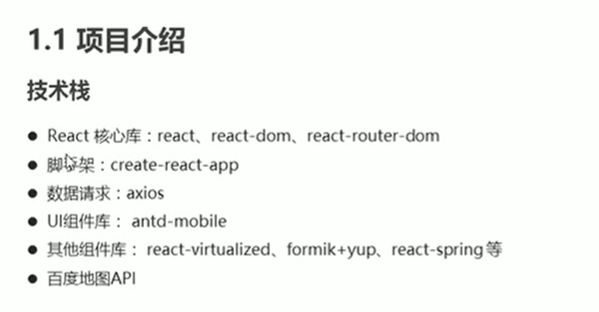 1.1 项目介绍
技术栈
● React 核心库：react、react-dom、react-router-dom
● 脚手架：create-react-app
● 数据请求：axios
● UI组件库： antd-mobile
● 其他组件库： react-virtualized、formik+yup、react-spring 等
● 百度地图API